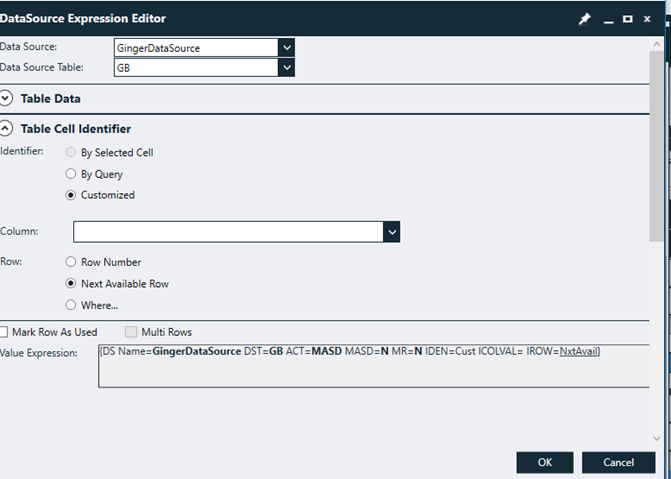 DataSource Expression Editor
Data Source: GingerDataSource
Data Source Table: GB
Table Data
Table Cell Identifier
Identifier: By Selected Cell
By Query
Customized
Column:
Row: Row Number
Next Available Row
Where...
Mark Row As Used Multi Rows
Value Expression: {DS Name=GingerDataSource DST=GB ACT=MASD MASD=N MR=N IDEN=Cust ICOLVAL= IROW=NxtAvail}
OK Cancel